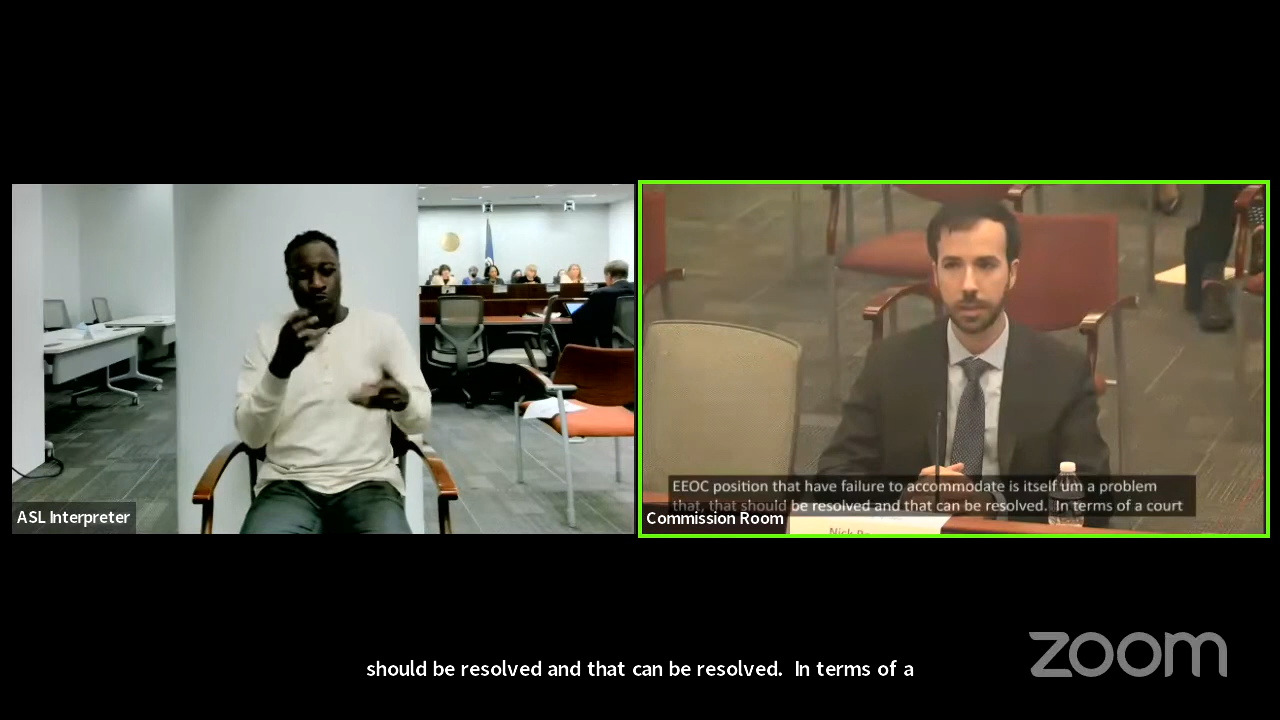 EEOC position that have failure to accommodate is itself um a problem
that, that should be resolved and that can be resolved. In terms of a court
ASL Interpreter
Commission Room
Nick
should be resolved and that can be resolved. In terms of a
zoom